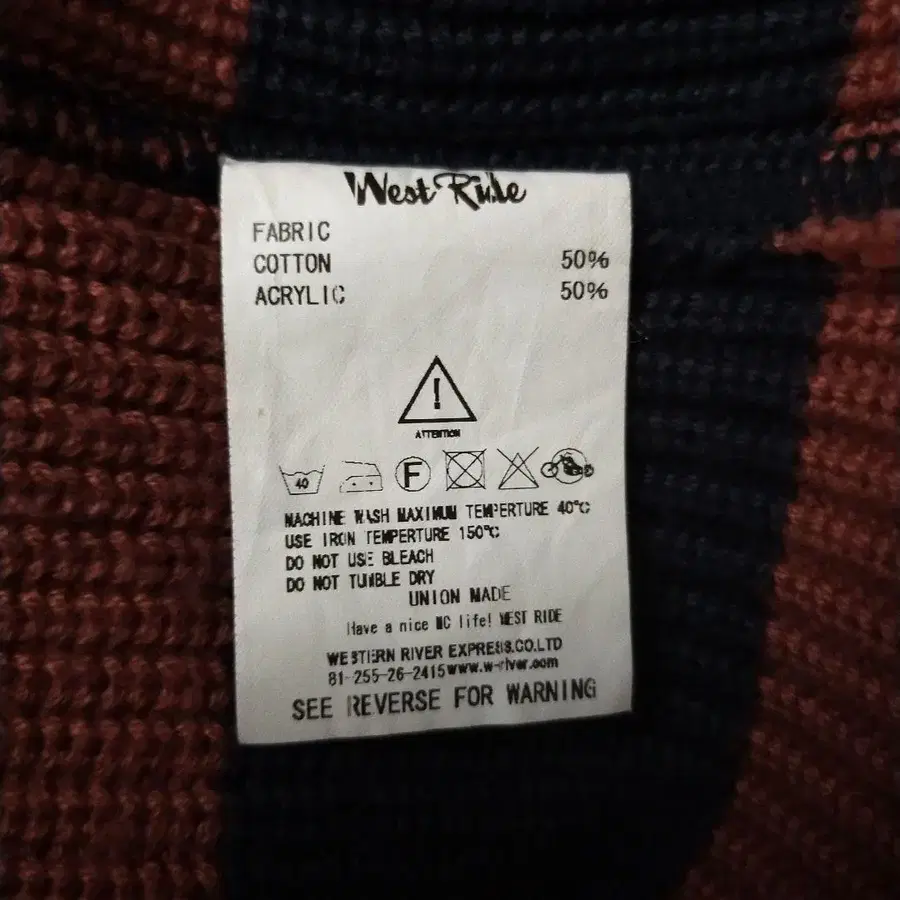 West Ride
FABRIC
COTTON 50%
ACRYLIC 50%
!
ATTENTION
40 F
MACHINE WASH MAXIMUM TEMPERTURE 40℃
USE IRON TEMPERTURE 150℃
DO NOT USE BLEACH
DO NOT TUMBLE DRY
UNION MADE
Have a nice MC life! WEST RIDE
WESTERN RIVER EXPRESS.CO.LTD
81-255-26-2415www.w-river.com
SEE REVERSE FOR WARNING